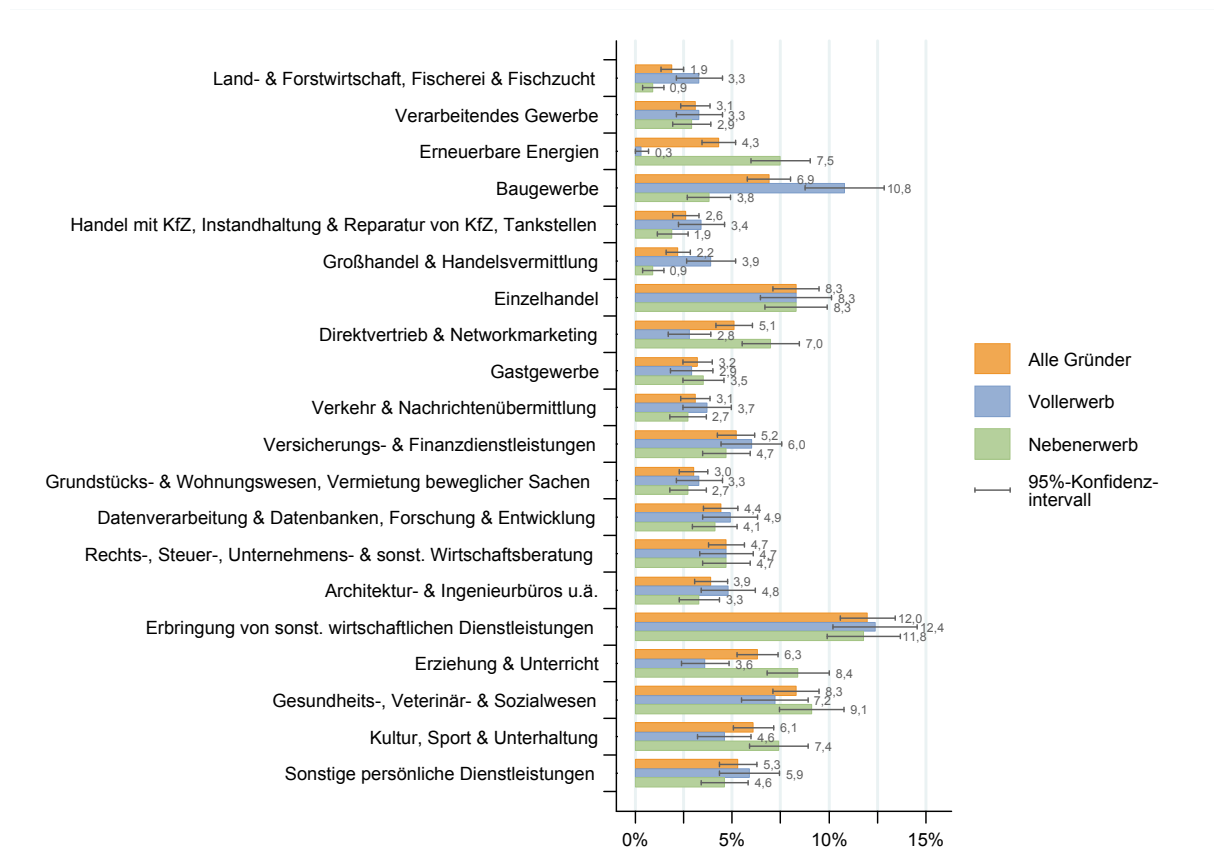 Land- & Forstwirtschaft, Fischerei & Fischzucht
1,9
3,3
0,9
Verarbeitendes Gewerbe
3,1
3,3
2,9
Erneuerbare Energien
4,3
0,3
7,5
Baugewerbe
6,9
10,8
3,8
Handel mit KfZ, Instandhaltung & Reparatur von KfZ, Tankstellen
2,6
3,4
1,9
Großhandel & Handelsvermittlung
2,2
3,9
0,9
Einzelhandel
8,3
8,3
8,3
Direktvertrieb & Networkmarketing
5,1
2,8
7,0
Gastgewerbe
3,2
2,9
3,5
Verkehr & Nachrichtenübermittlung
3,1
3,7
2,7
Versicherungs- & Finanzdienstleistungen
5,2
6,0
4,7
Grundstücks- & Wohnungswesen, Vermietung beweglicher Sachen
3,0
3,3
2,7
Datenverarbeitung & Datenbanken, Forschung & Entwicklung
4,4
4,9
4,1
Rechts-, Steuer-, Unternehmens- & sonst. Wirtschaftsberatung
4,7
4,7
4,7
Architektur- & Ingenieurbüros u.ä.
3,9
4,8
3,3
Erbringung von sonst. wirtschaftlichen Dienstleistungen
12,0
12,4
11,8
Erziehung & Unterricht
6,3
3,6
8,4
Gesundheits-, Veterinär- & Sozialwesen
8,3
7,2
9,1
Kultur, Sport & Unterhaltung
6,1
4,6
7,4
Sonstige persönliche Dienstleistungen
5,3
5,9
4,6
0%
5%
10%
15%
Alle Gründer
Vollerwerb
Nebenerwerb
95%-Konfidenz-
intervall